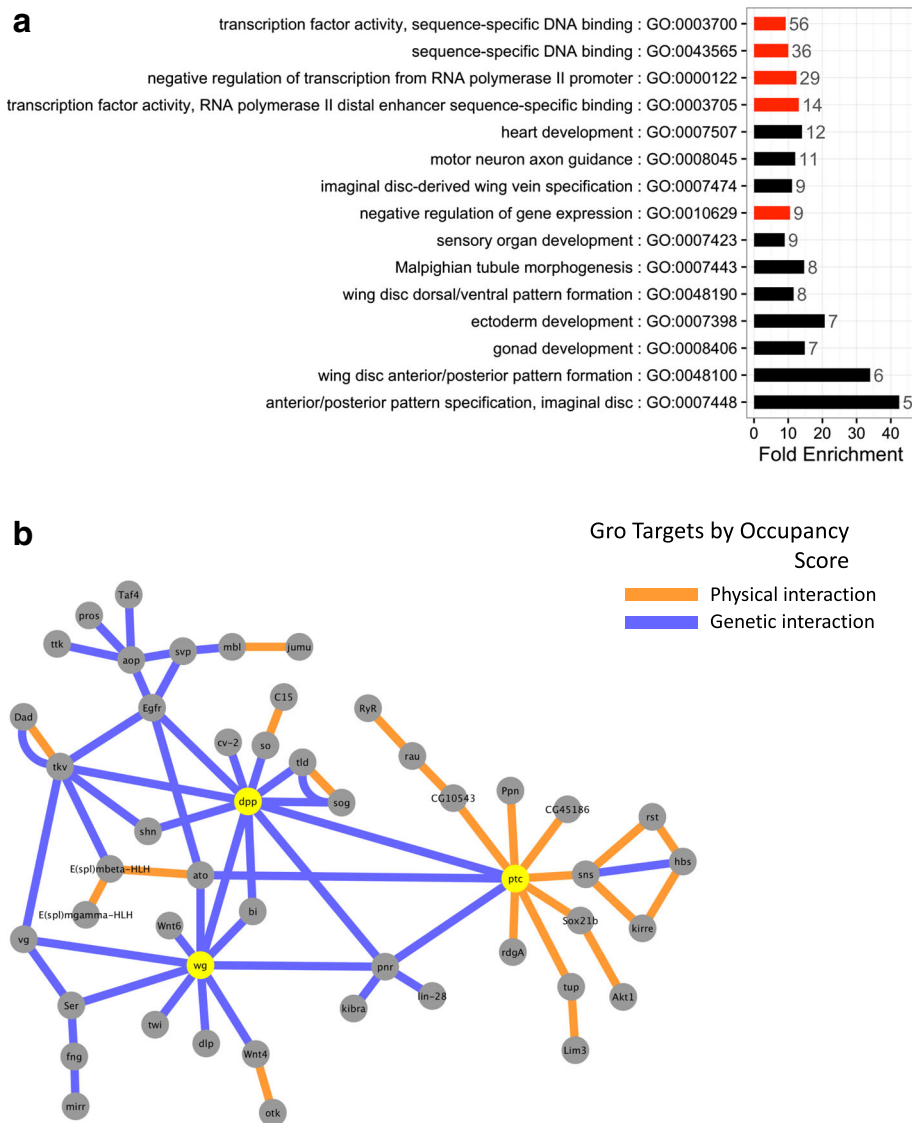 a
transcription factor activity, sequence-specific DNA binding : GO:0003700 56
sequence-specific DNA binding : GO:0043565 36
negative regulation of transcription from RNA polymerase II promoter : GO:0000122 29
transcription factor activity, RNA polymerase II distal enhancer sequence-specific binding : GO:0003705 14
heart development : GO:0007507 12
motor neuron axon guidance : GO:0008045 11
imaginal disc-derived wing vein specification : GO:0007474 9
negative regulation of gene expression : GO:0010629 9
sensory organ development : GO:0007423 9
Malpighian tubule morphogenesis : GO:0007443 8
wing disc dorsal/ventral pattern formation : GO:0048190 8
ectoderm development : GO:0007398 7
gonad development : GO:0008406 7
wing disc anterior/posterior pattern formation : GO:0048100 6
anterior/posterior pattern specification, imaginal disc : GO:0007448 5
0 10 20 30 40
Fold Enrichment
b
Gro Targets by Occupancy
Score
Physical interaction
Genetic interaction
Taf4
pros
ttk
aop
svp
mbl
jumu
C15
Egfr
RyR
Dad
cv-2
so
rau
tkv
tld
CG10543
Ppn
CG45186
dpp
sog
rst
shn
hbs
E(spl)mbeta-HLH
ato
ptc
sns
E(spl)mgamma-HLH
bi
Sox21b
Wnt6
kirre
vg
rdgA
wg
pnr
lin-28
tup
Akt1
Ser
kibra
twi
dlp
Lim3
fng
Wnt4
mirr
otk